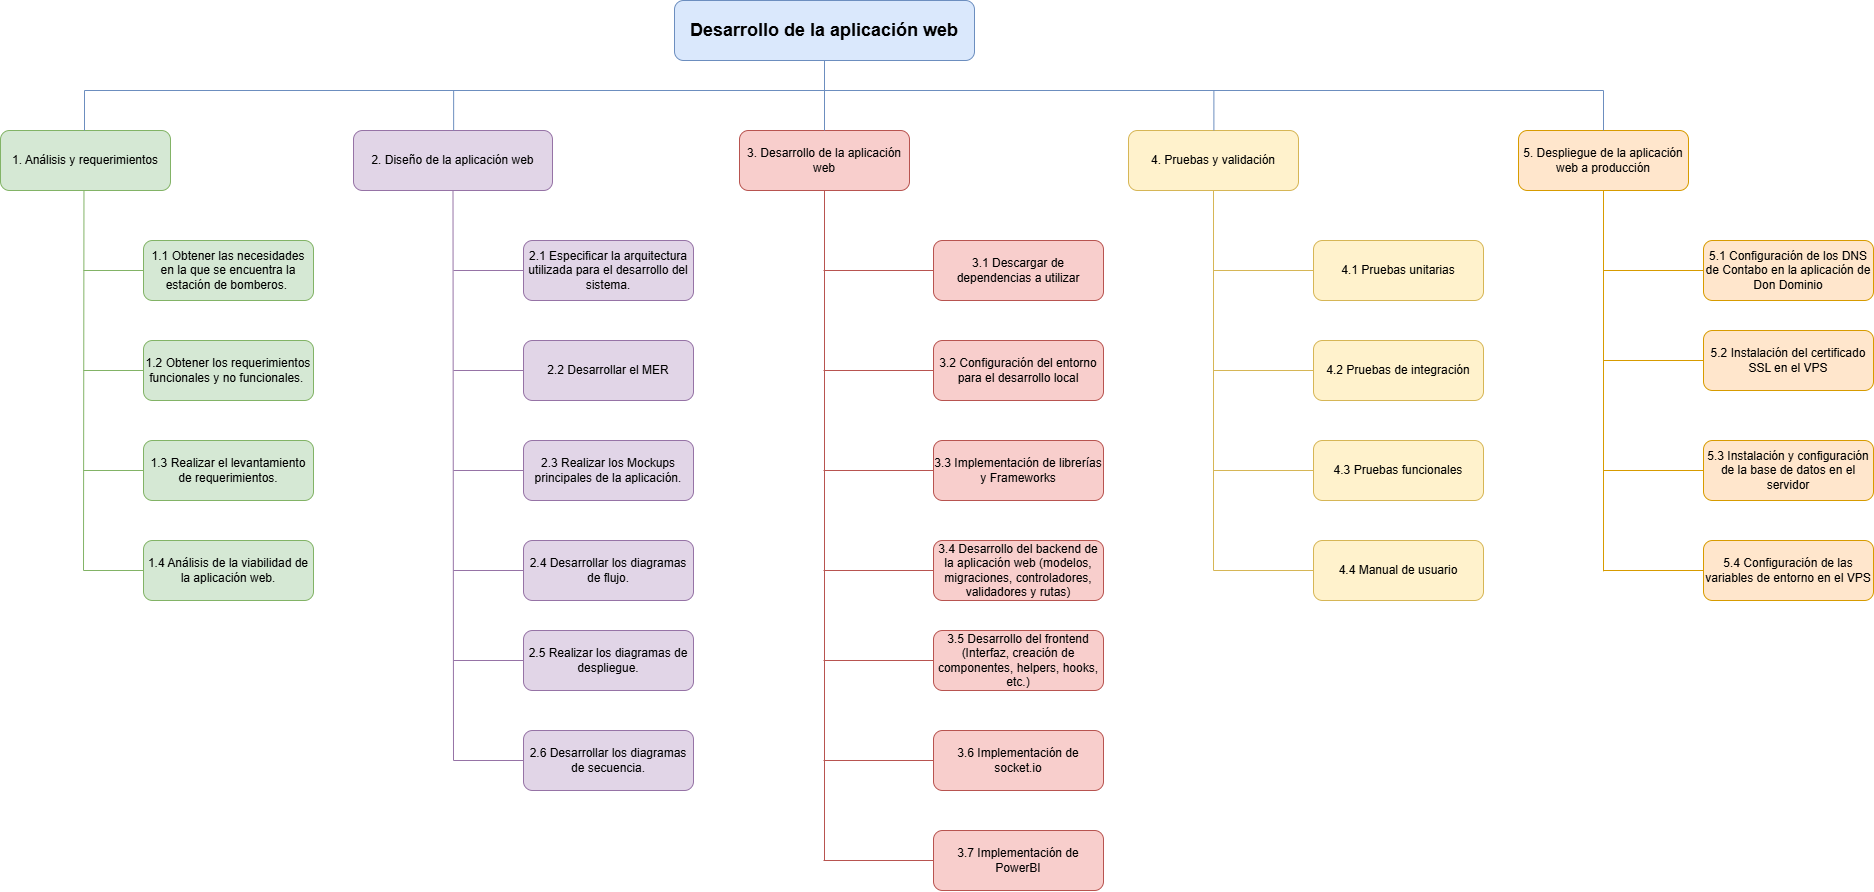 Desarrollo de la aplicación web
1. Análisis y requerimientos
2. Diseño de la aplicación web
3. Desarrollo de la aplicación
web
4. Pruebas y validación
5. Despliegue de la aplicación
web a producción
1.1 Obtener las necesidades
en la que se encuentra la
estación de bomberos.
1.2 Obtener los requerimientos
funcionales y no funcionales.
1.3 Realizar el levantamiento
de requerimientos.
1.4 Análisis de la viabilidad de
la aplicación web.
2.1 Especificar la arquitectura
utilizada para el desarrollo del
sistema.
2.2 Desarrollar el MER
2.3 Realizar los Mockups
principales de la aplicación.
2.4 Desarrollar los diagramas
de flujo.
2.5 Realizar los diagramas de
despliegue.
2.6 Desarrollar los diagramas
de secuencia.
3.1 Descargar de
dependencias a utilizar
3.2 Configuración del entorno
para el desarrollo local
3.3 Implementación de librerías
y Frameworks
3.4 Desarrollo del backend de
la aplicación web (modelos,
migraciones, controladores,
validadores y rutas)
3.5 Desarrollo del frontend
(Interfaz, creación de
componentes, helpers, hooks,
etc.)
3.6 Implementación de
socket.io
3.7 Implementación de
PowerBI
4.1 Pruebas unitarias
4.2 Pruebas de integración
4.3 Pruebas funcionales
4.4 Manual de usuario
5.1 Configuración de los DNS
de Contabo en la aplicación de
Don Dominio
5.2 Instalación del certificado
SSL en el VPS
5.3 Instalación y configuración
de la base de datos en el
servidor
5.4 Configuración de las
variables de entorno en el VPS